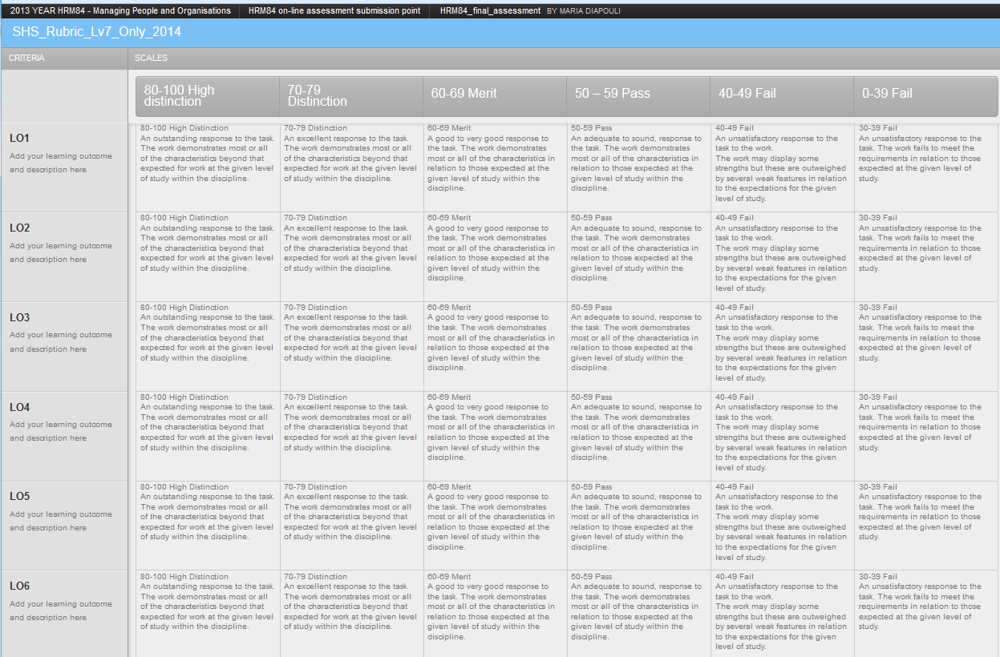 2013 YEAR HRM84 - Managing People and Organisations HRM84 on-line assessment submission point HRM84_final_assessment BY MARIA DIAPOULI
SHS_Rubric_Lv7_Only_2014
CRITERIA SCALES
80-100 High
distinction
70-79
Distinction
60-69 Merit
50 – 59 Pass
40-49 Fail
0-39 Fail
LO1
Add your learning outcome
and description here
80-100 High Distinction
An outstanding response to the task.
The work demonstrates most or all
of the characteristics beyond that
expected for work at the given level
of study within the discipline.
70-79 Distinction
An excellent response to the task.
The work demonstrates most or all
of the characteristics beyond that
expected for work at the given level
of study within the discipline.
60-69 Merit
A good to very good response to
the task. The work demonstrates
most or all of the characteristics in
relation to those expected at the
given level of study within the
discipline.
50-59 Pass
An adequate to sound, response to
the task. The work demonstrates
most or all of the characteristics in
relation to those expected at the
given level of study within the
discipline.
40-49 Fail
An unsatisfactory response to the
task to the work.
The work may display some
strengths but these are outweighed
by several weak features in relation
to the expectations for the given
level of study.
30-39 Fail
An unsatisfactory response to the
task. The work fails to meet the
requirements in relation to those
expected at the given level of
study.
LO2
Add your learning outcome
and description here
80-100 High Distinction
An outstanding response to the task.
The work demonstrates most or all
of the characteristics beyond that
expected for work at the given level
of study within the discipline.
70-79 Distinction
An excellent response to the task.
The work demonstrates most or all
of the characteristics beyond that
expected for work at the given level
of study within the discipline.
60-69 Merit
A good to very good response to
the task. The work demonstrates
most or all of the characteristics in
relation to those expected at the
given level of study within the
discipline.
50-59 Pass
An adequate to sound, response to
the task. The work demonstrates
most or all of the characteristics in
relation to those expected at the
given level of study within the
discipline.
40-49 Fail
An unsatisfactory response to the
task to the work.
The work may display some
strengths but these are outweighed
by several weak features in relation
to the expectations for the given
level of study.
30-39 Fail
An unsatisfactory response to the
task. The work fails to meet the
requirements in relation to those
expected at the given level of
study.
LO3
Add your learning outcome
and description here
80-100 High Distinction
An outstanding response to the task.
The work demonstrates most or all
of the characteristics beyond that
expected for work at the given level
of study within the discipline.
70-79 Distinction
An excellent response to the task.
The work demonstrates most or all
of the characteristics beyond that
expected for work at the given level
of study within the discipline.
60-69 Merit
A good to very good response to
the task. The work demonstrates
most or all of the characteristics in
relation to those expected at the
given level of study within the
discipline.
50-59 Pass
An adequate to sound, response to
the task. The work demonstrates
most or all of the characteristics in
relation to those expected at the
given level of study within the
discipline.
40-49 Fail
An unsatisfactory response to the
task to the work.
The work may display some
strengths but these are outweighed
by several weak features in relation
to the expectations for the given
level of study.
30-39 Fail
An unsatisfactory response to the
task. The work fails to meet the
requirements in relation to those
expected at the given level of
study.
LO4
Add your learning outcome
and description here
80-100 High Distinction
An outstanding response to the task.
The work demonstrates most or all
of the characteristics beyond that
expected for work at the given level
of study within the discipline.
70-79 Distinction
An excellent response to the task.
The work demonstrates most or all
of the characteristics beyond that
expected for work at the given level
of study within the discipline.
60-69 Merit
A good to very good response to
the task. The work demonstrates
most or all of the characteristics in
relation to those expected at the
given level of study within the
discipline.
50-59 Pass
An adequate to sound, response to
the task. The work demonstrates
most or all of the characteristics in
relation to those expected at the
given level of study within the
discipline.
40-49 Fail
An unsatisfactory response to the
task to the work.
The work may display some
strengths but these are outweighed
by several weak features in relation
to the expectations for the given
level of study.
30-39 Fail
An unsatisfactory response to the
task. The work fails to meet the
requirements in relation to those
expected at the given level of
study.
LO5
Add your learning outcome
and description here
80-100 High Distinction
An outstanding response to the task.
The work demonstrates most or all
of the characteristics beyond that
expected for work at the given level
of study within the discipline.
70-79 Distinction
An excellent response to the task.
The work demonstrates most or all
of the characteristics beyond that
expected for work at the given level
of study within the discipline.
60-69 Merit
A good to very good response to
the task. The work demonstrates
most or all of the characteristics in
relation to those expected at the
given level of study within the
discipline.
50-59 Pass
An adequate to sound, response to
the task. The work demonstrates
most or all of the characteristics in
relation to those expected at the
given level of study within the
discipline.
40-49 Fail
An unsatisfactory response to the
task to the work.
The work may display some
strengths but these are outweighed
by several weak features in relation
to the expectations for the given
level of study.
30-39 Fail
An unsatisfactory response to the
task. The work fails to meet the
requirements in relation to those
expected at the given level of
study.
LO6
Add your learning outcome
and description here
80-100 High Distinction
An outstanding response to the task.
The work demonstrates most or all
of the characteristics beyond that
expected for work at the given level
of study within the discipline.
70-79 Distinction
An excellent response to the task.
The work demonstrates most or all
of the characteristics beyond that
expected for work at the given level
of study within the discipline.
60-69 Merit
A good to very good response to
the task. The work demonstrates
most or all of the characteristics in
relation to those expected at the
given level of study within the
discipline.
50-59 Pass
An adequate to sound, response to
the task. The work demonstrates
most or all of the characteristics in
relation to those expected at the
given level of study within the
discipline.
40-49 Fail
An unsatisfactory response to the
task to the work.
The work may display some
strengths but these are outweighed
by several weak features in relation
to the expectations for the given
level of study.
30-39 Fail
An unsatisfactory response to the
task. The work fails to meet the
requirements in relation to those
expected at the given level of
study.